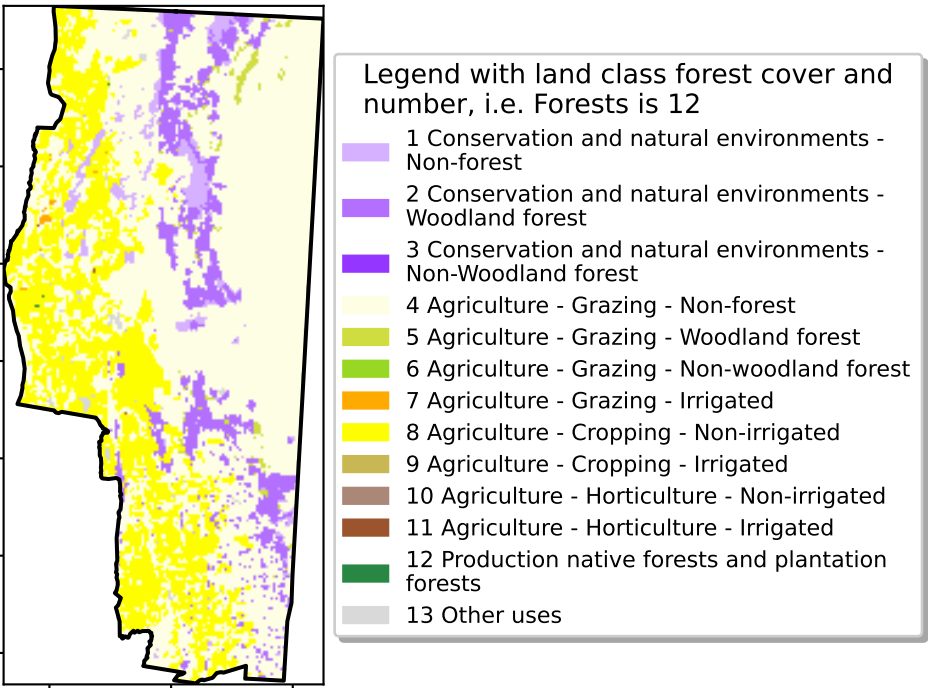 Legend with land class forest cover and
number, i.e. Forests is 12
1 Conservation and natural environments -
Non-forest
2 Conservation and natural environments -
Woodland forest
3 Conservation and natural environments -
Non-Woodland forest
4 Agriculture - Grazing - Non-forest
5 Agriculture - Grazing - Woodland forest
6 Agriculture - Grazing - Non-woodland forest
7 Agriculture - Grazing - Irrigated
8 Agriculture - Cropping - Non-irrigated
9 Agriculture - Cropping - Irrigated
10 Agriculture - Horticulture - Non-irrigated
11 Agriculture - Horticulture - Irrigated
12 Production native forests and plantation
forests
13 Other uses